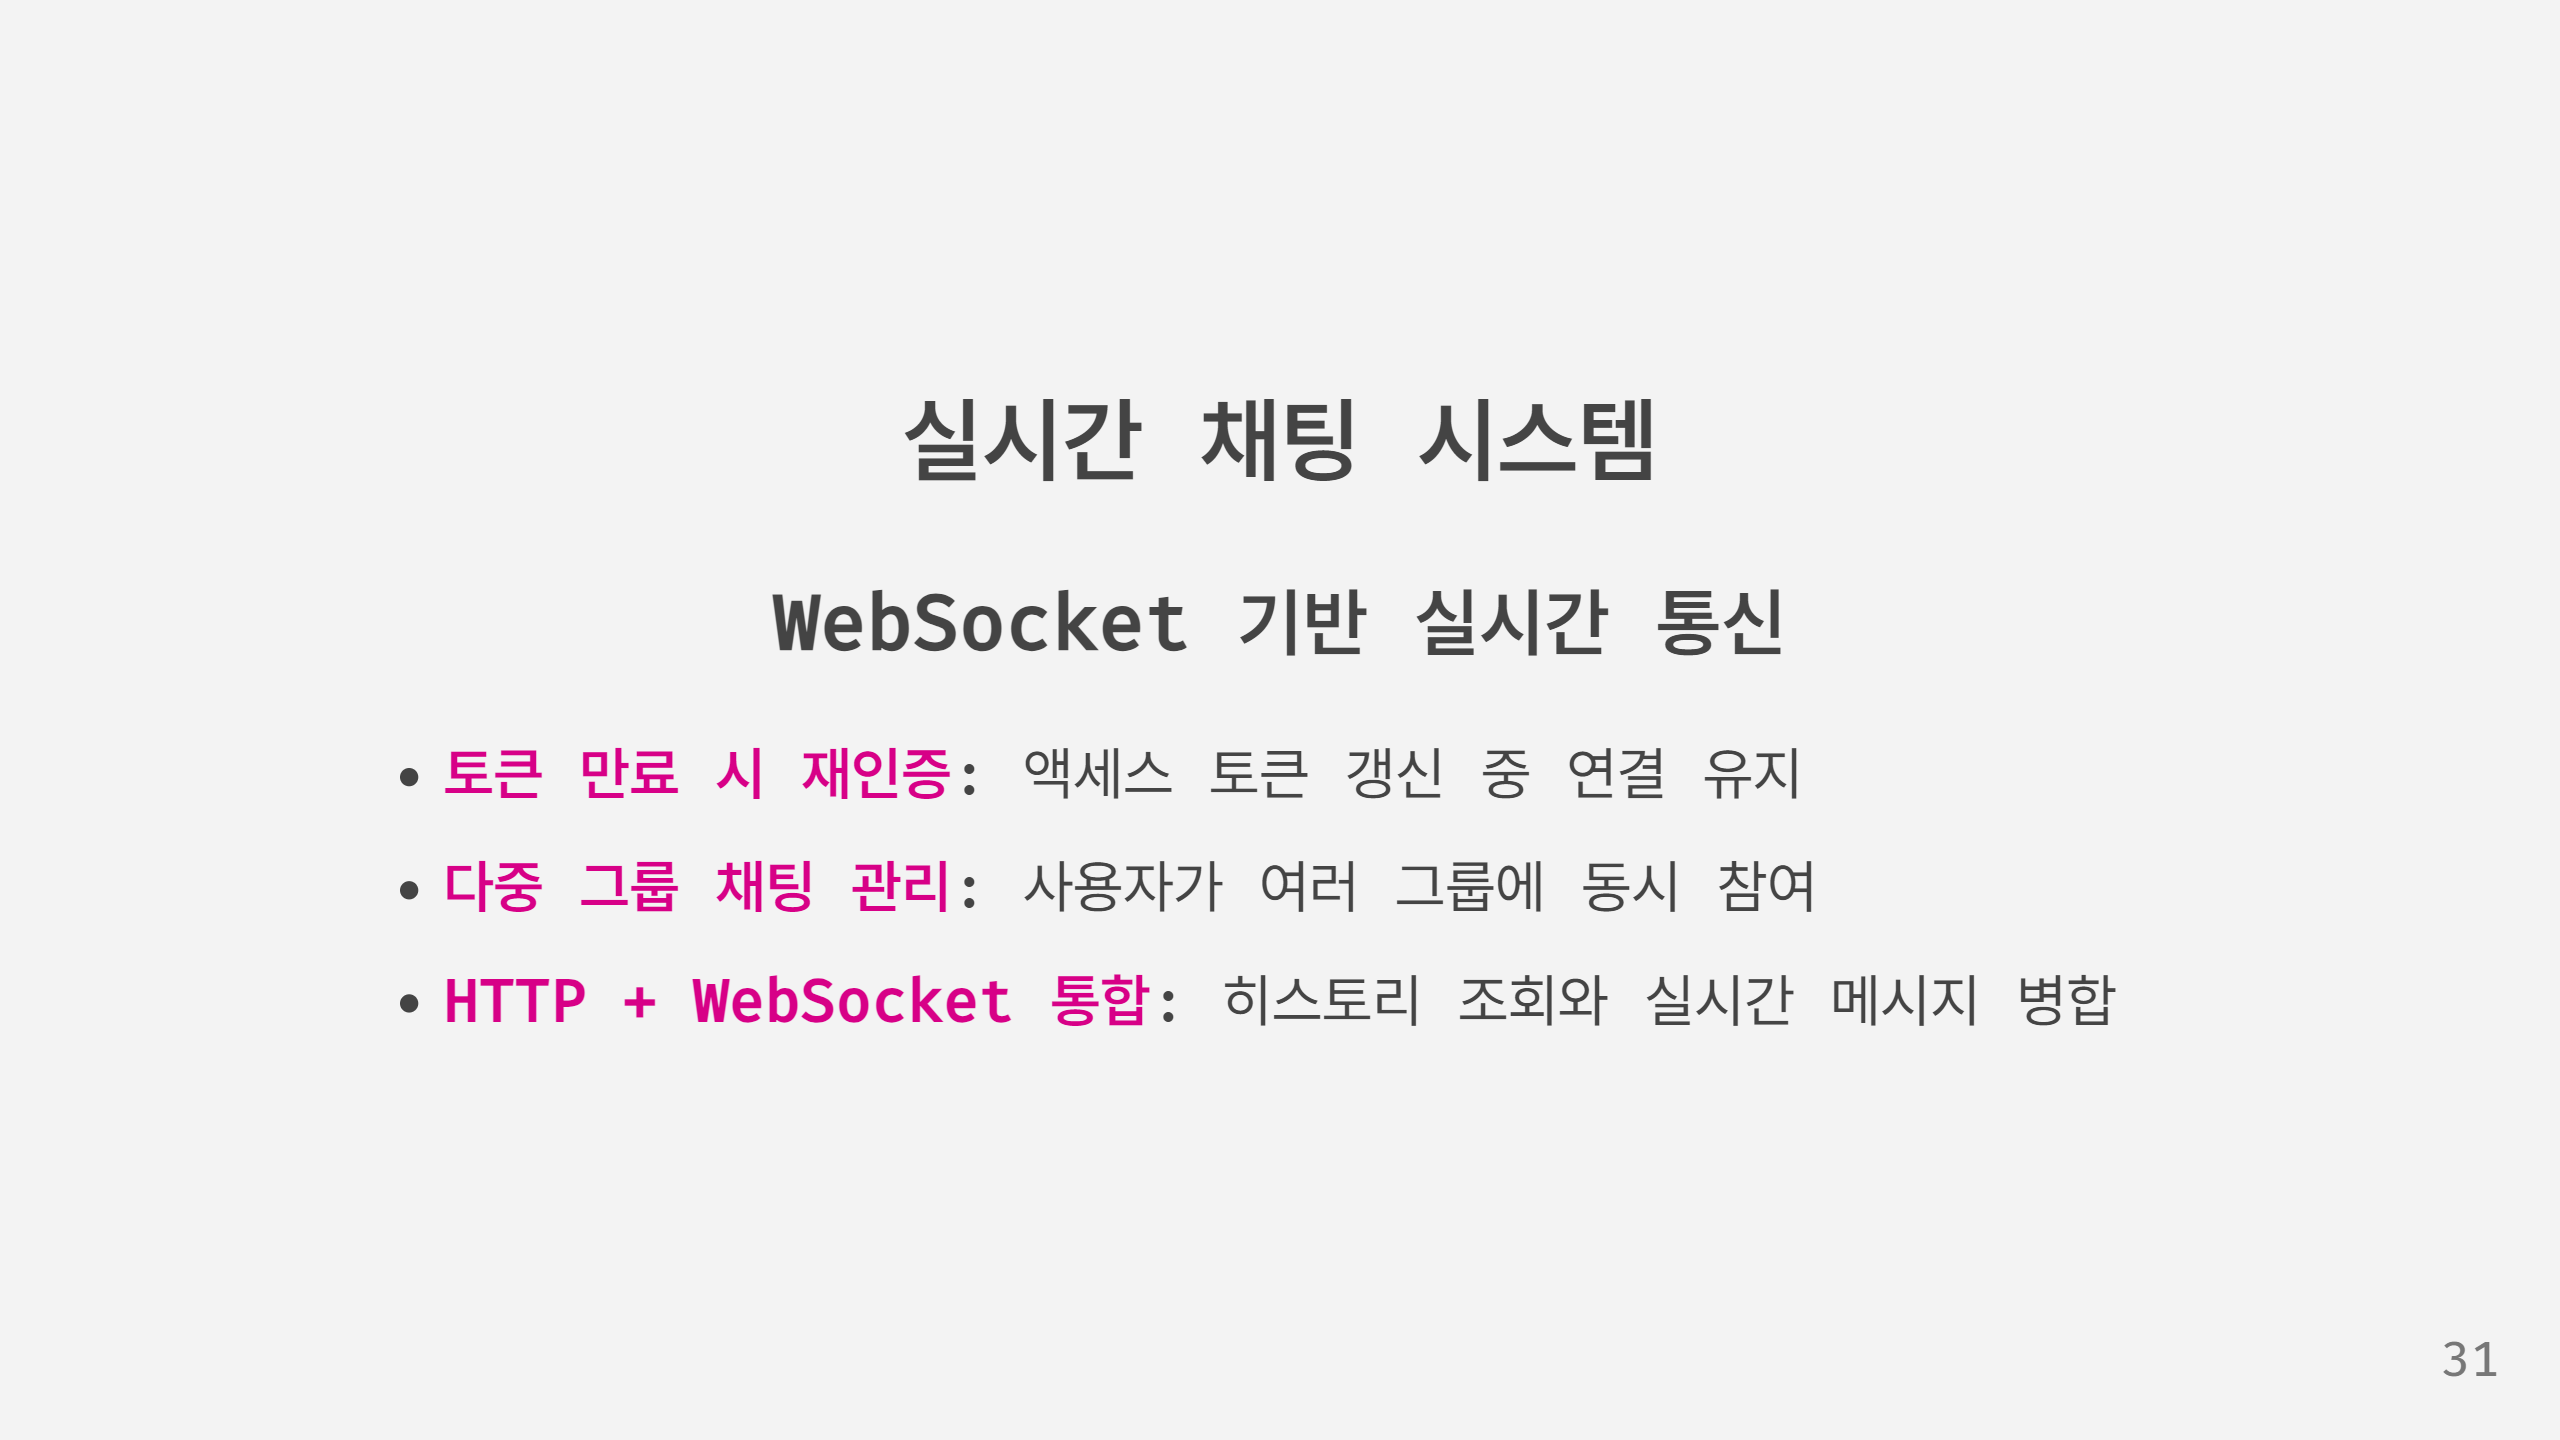 실시간 채팅 시스템
WebSocket 기반 실시간 통신
• 토큰 만료 시 재인증: 액세스 토큰 갱신 중 연결 유지
• 다중 그룹 채팅 관리: 사용자가 여러 그룹에 동시 참여
• HTTP + WebSocket 통합: 히스토리 조회와 실시간 메시지 병합
31